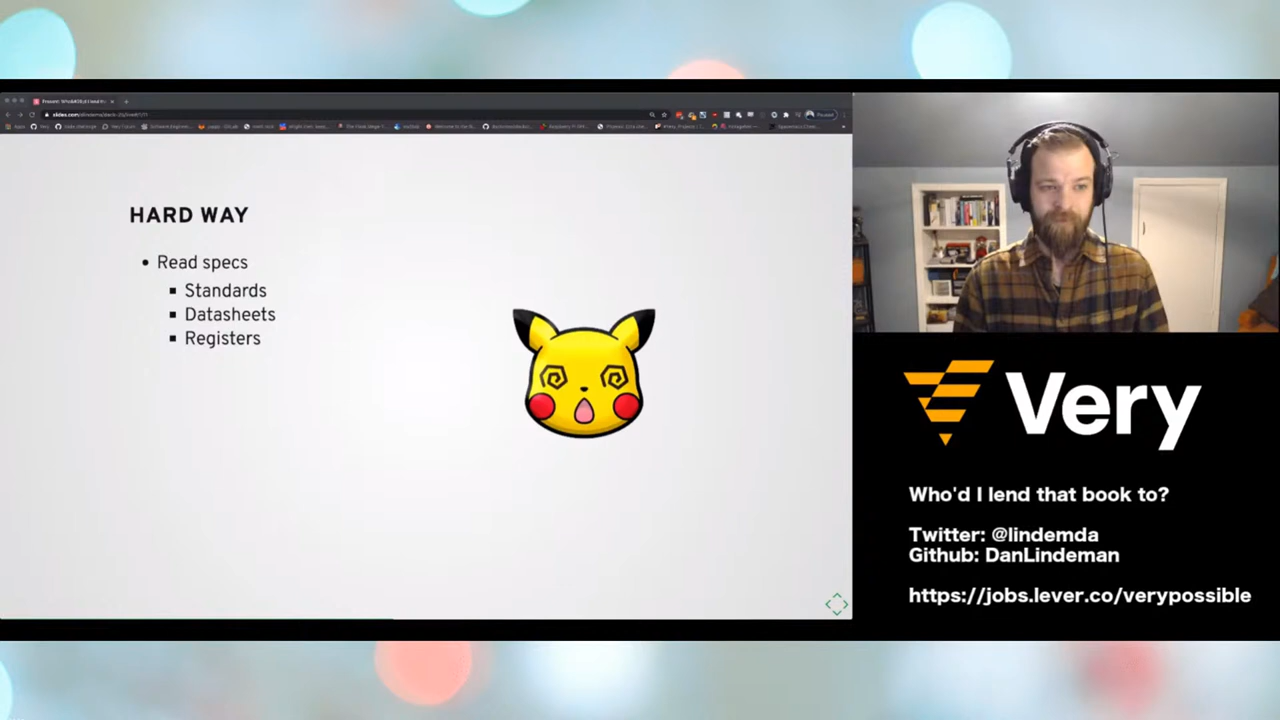 HARD WAY
Read specs
Standards
Datasheets
Registers
Very
Who'd I lend that book to?
Twitter: @lindemda
Github: DanLindeman
https://jobs.lever.co/verypossible